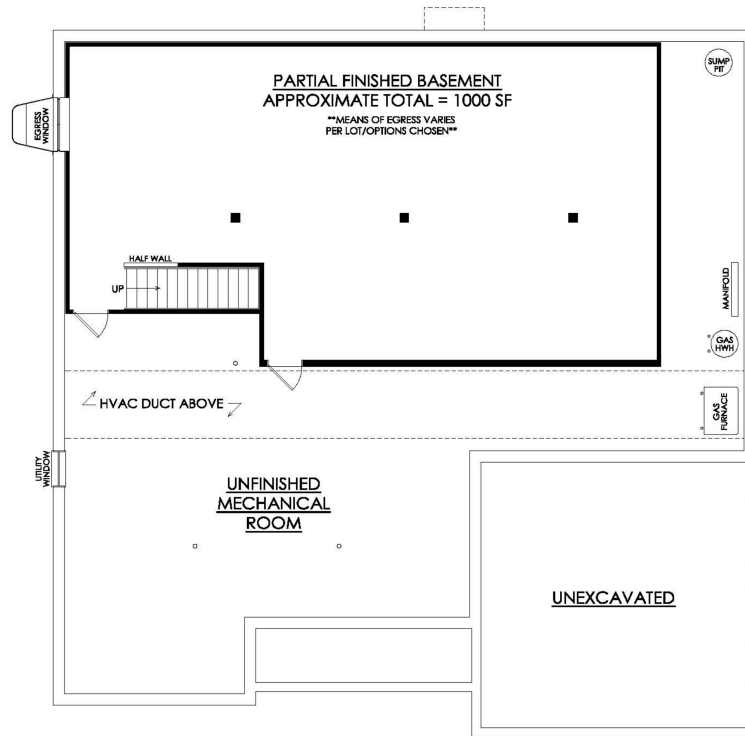 PARTIAL FINISHED BASEMENT
APPROXIMATE TOTAL = 1000 SF
**MEANS OF EGRESS VARIES
PER LOT/OPTIONS CHOSEN**
SUMP
PIT
EGRESS
WINDOW
HALF WALL
UP
MANIFOLD
GAS
HWH
HVAC DUCT ABOVE
GAS
FURNACE
UTILITY
WINDOW
UNFINISHED
MECHANICAL
ROOM
UNEXCAVATED